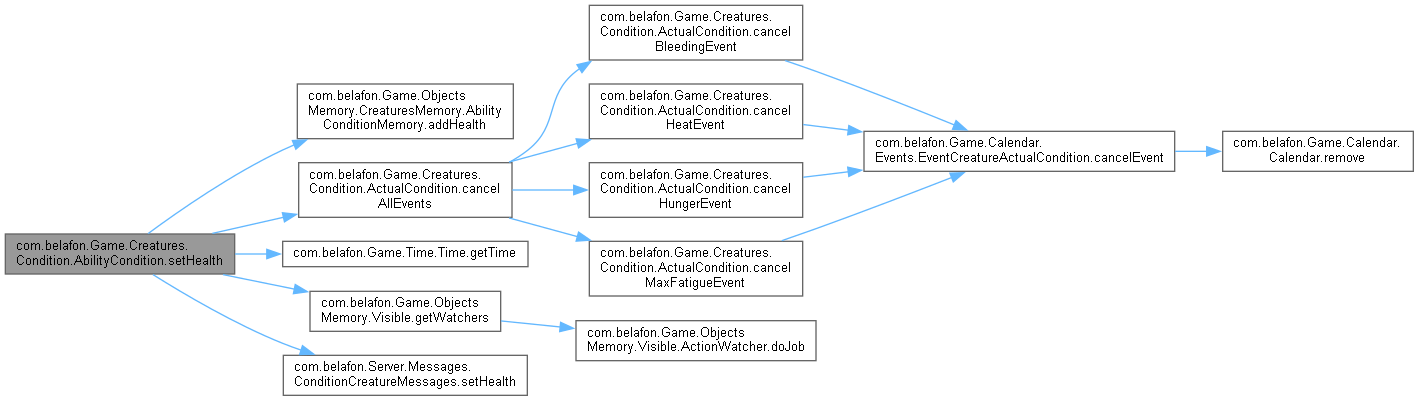 com.belafon.Game.Creatures.
Condition.AbilityCondition.setHealth
com.belafon.Game.Objects
Memory.CreaturesMemory.Ability
ConditionMemory.addHealth
com.belafon.Game.Creatures.
Condition.ActualCondition.cancel
AllEvents
com.belafon.Game.Time.Time.getTime
com.belafon.Game.Objects
Memory.Visible.getWatchers
com.belafon.Server.Messages.
ConditionCreatureMessages.setHealth
com.belafon.Game.Creatures.
Condition.ActualCondition.cancel
BleedingEvent
com.belafon.Game.Creatures.
Condition.ActualCondition.cancel
HeatEvent
com.belafon.Game.Creatures.
Condition.ActualCondition.cancel
HungerEvent
com.belafon.Game.Creatures.
Condition.ActualCondition.cancel
MaxFatigueEvent
com.belafon.Game.Objects
Memory.Visible.ActionWatcher.doJob
com.belafon.Game.Calendar.
Events.EventCreatureActualCondition.cancelEvent
com.belafon.Game.Calendar.
Calendar.remove